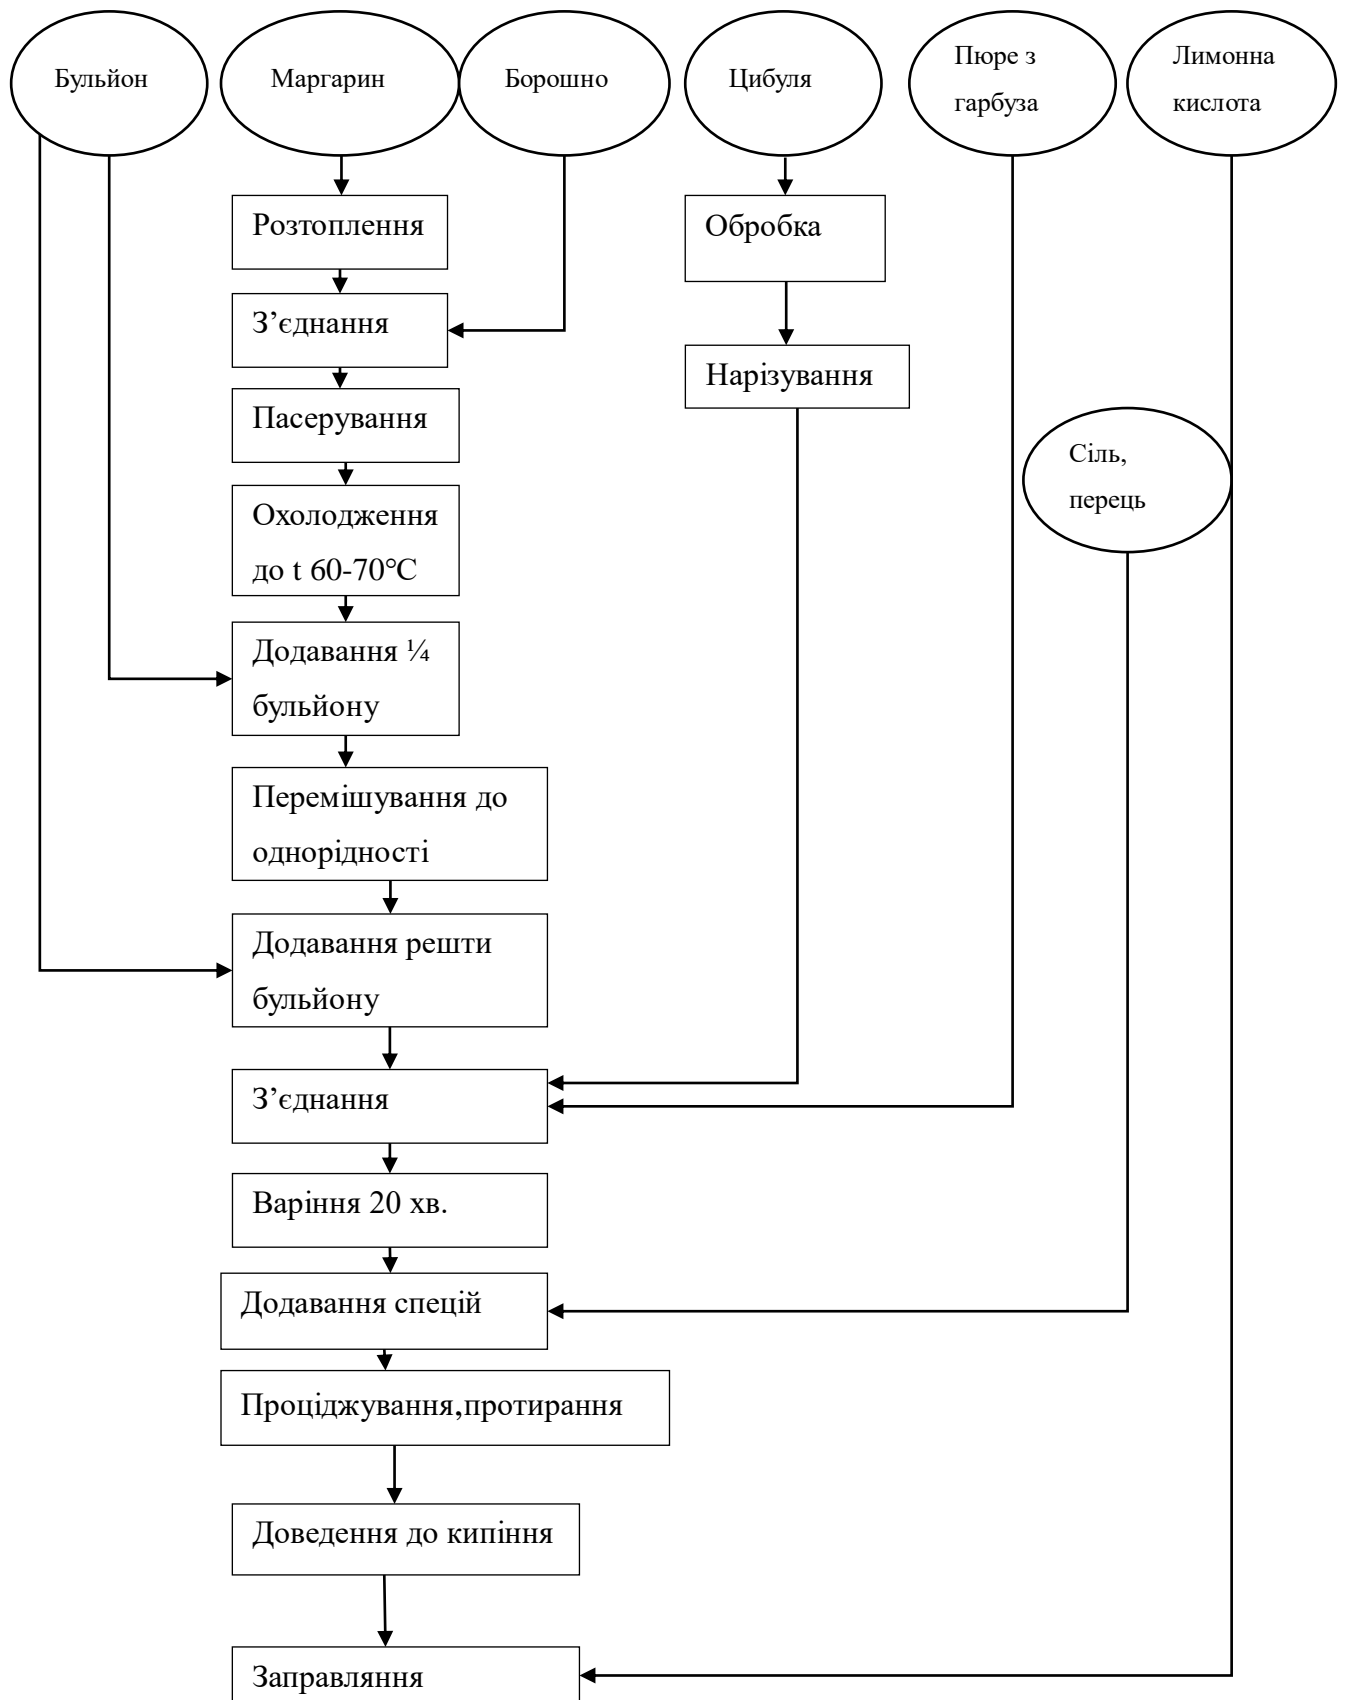 Бульйон
Маргарин
Борошно
Цибуля
Пюре з
гарбуза
Лимонна
кислота
Розтоплення
Обробка
З’єднання
Нарізування
Пасерування
Сіль,
перець
Охолодження
до t 60-70°С
Додавання ¼
бульйону
Перемішування до
однорідності
Додавання решти
бульйону
З’єднання
Варіння 20 хв.
Додавання спецій
Проціджування,протирання
Доведення до кипіння
Заправляння